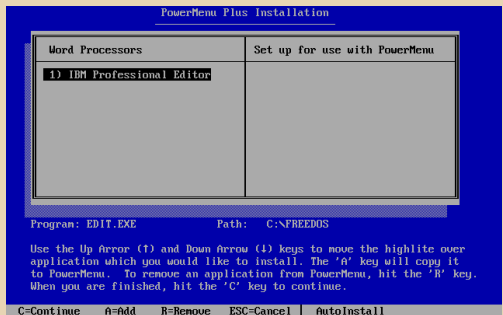 PowerMenu Plus Installation
Word Processors
Set up for use with PowerMenu
1) IBM Professional Editor
Program: EDIT.EXE Path: C:\FREEDOS
Use the Up Arror (↑) and Down Arrow (↓) keys to move the highlite over
application which you would like to install. The 'A' key will copy it
to PowerMenu. To remove an application from PowerMenu, hit the 'R' key.
When you are finished, hit the 'C' key to continue.
C=Continue A=Add R=Remove ESC=Cancel | AutoInstall